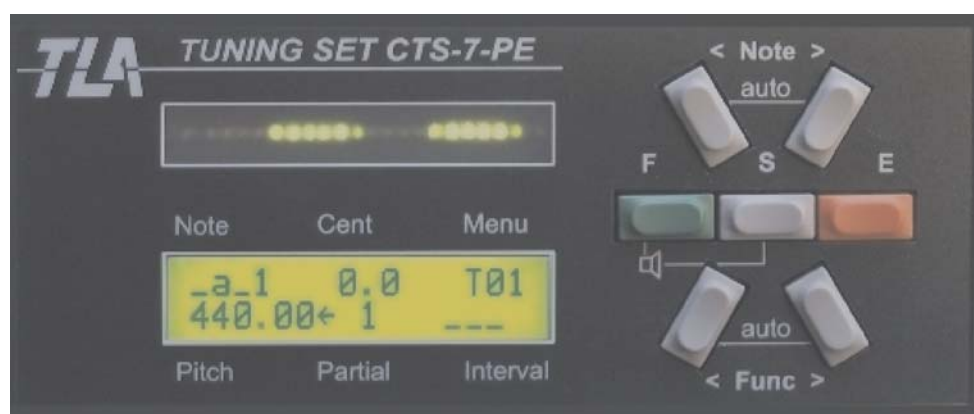 TLA TUNING SET CTS-7-PE
Note Cent Menu
_a_1 0.0 T01
440.00← 1 ___
Pitch Partial Interval
< Note >
auto
F S E
auto
< Func >